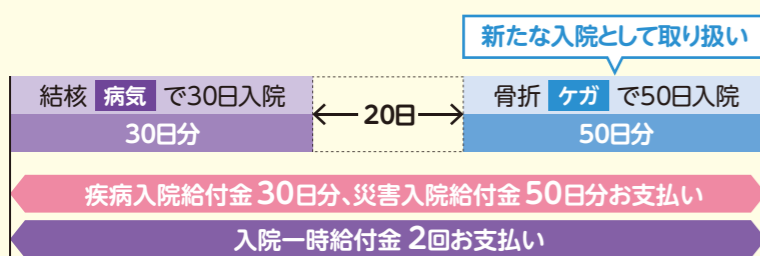 新たな入院として取り扱い
結核 病気 で30日入院
20日
骨折 ケガ で50日入院
30日分
50日分
疾病入院給付金30日分、災害入院給付金50日分お支払い
入院一時給付金 2回お支払い